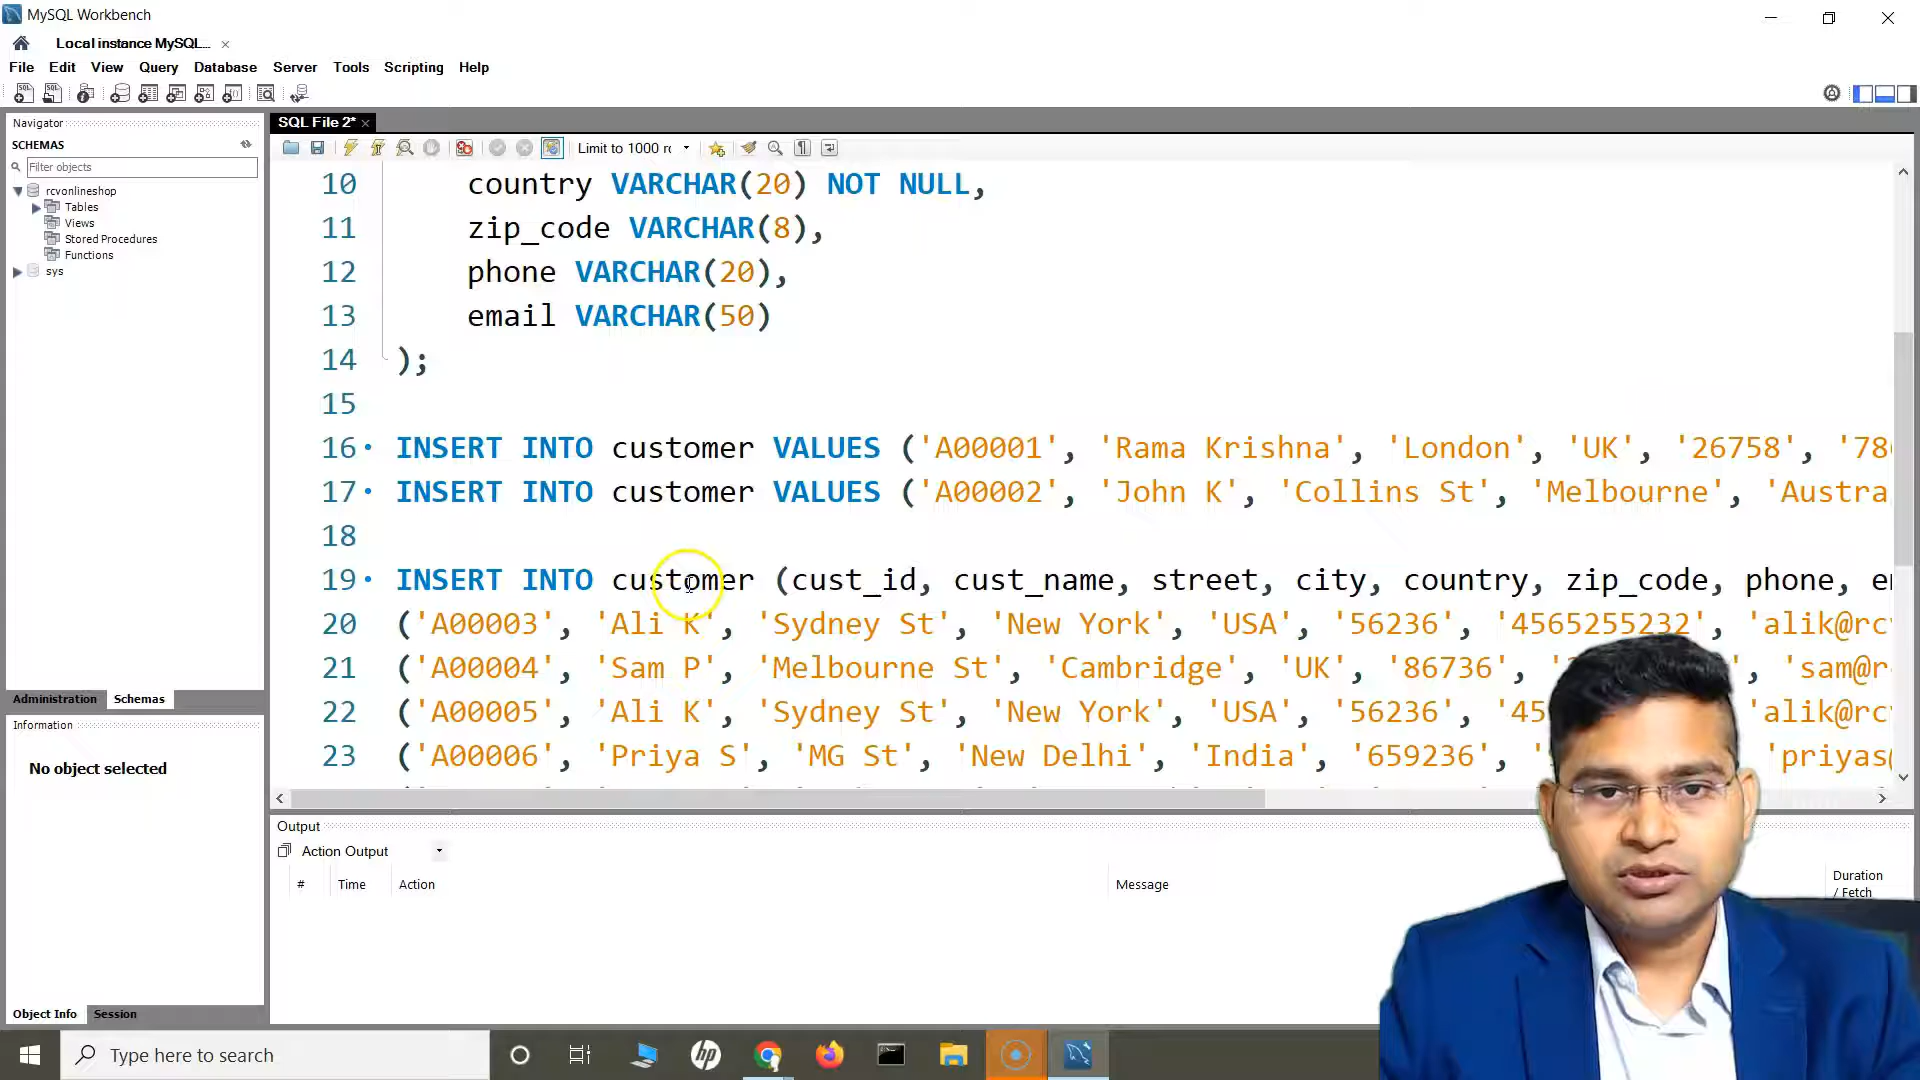 MySQL Workbench
Local instance MySQL...
File Edit View Query Database Server Tools Scripting Help
Navigator
SCHEMAS
Filter objects
rcvonlineshop
Tables
Views
Stored Procedures
Functions
sys
Administration Schemas
Information
No object selected
Object Info Session
SQL File 2*
Limit to 1000 rc
10 country VARCHAR(20) NOT NULL,
11 zip_code VARCHAR(8),
12 phone VARCHAR(20),
13 email VARCHAR(50)
14 );
15
16 INSERT INTO customer VALUES ('A00001', 'Rama Krishna', 'London', 'UK', '26758', '78
17 INSERT INTO customer VALUES ('A00002', 'John K', 'Collins St', 'Melbourne', 'Austra
18
19 INSERT INTO customer (cust_id, cust_name, street, city, country, zip_code, phone, e
20 ('A00003', 'Ali K', 'Sydney St', 'New York', 'USA', '56236', '4565255232', 'alik@rc
21 ('A00004', 'Sam P', 'Melbourne St', 'Cambridge', 'UK', '86736', 'sam@r
22 ('A00005', 'Ali K', 'Sydney St', 'New York', 'USA', '56236', '45 'alik@rc
23 ('A00006', 'Priya S', 'MG St', 'New Delhi', 'India', '659236', ' 'priyas@
Output
Action Output
# Time Action Message Duration / Fetch
Type here to search